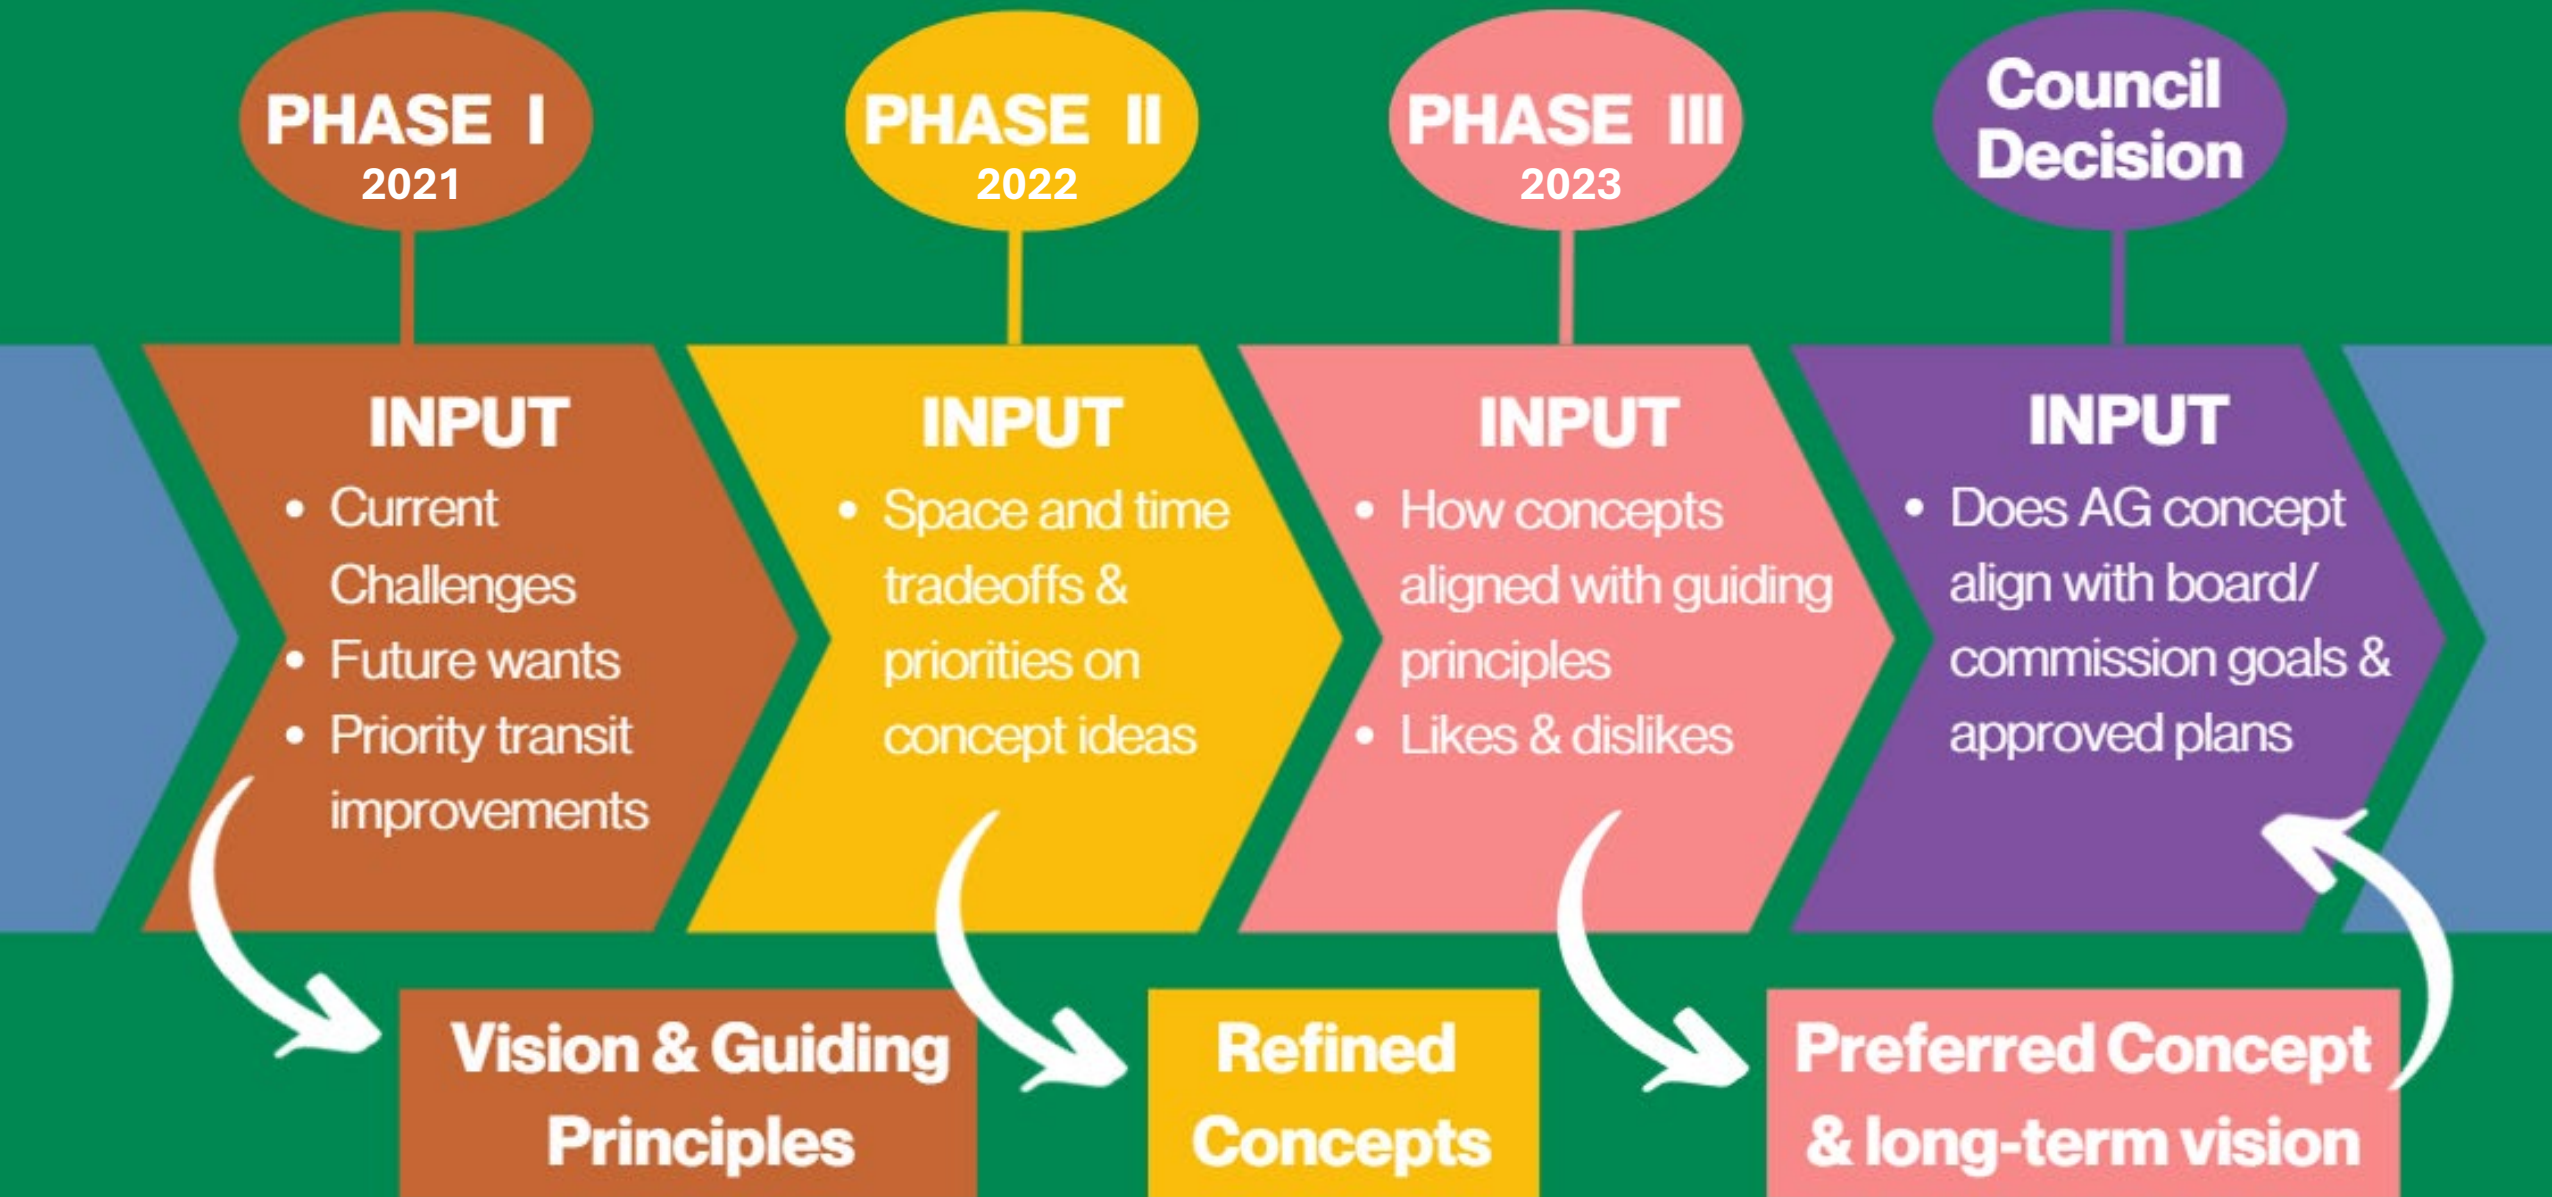 PHASE I
2021
PHASE II
2022
PHASE III
2023
Council
Decision
INPUT
• Current
Challenges
• Future wants
• Priority transit
improvements
INPUT
• Space and time
tradeoffs &
priorities on
concept ideas
INPUT
• How concepts
aligned with guiding
principles
• Likes & dislikes
INPUT
• Does AG concept
align with board/
commission goals &
approved plans
Vision & Guiding
Principles
Refined
Concepts
Preferred Concept
& long-term vision